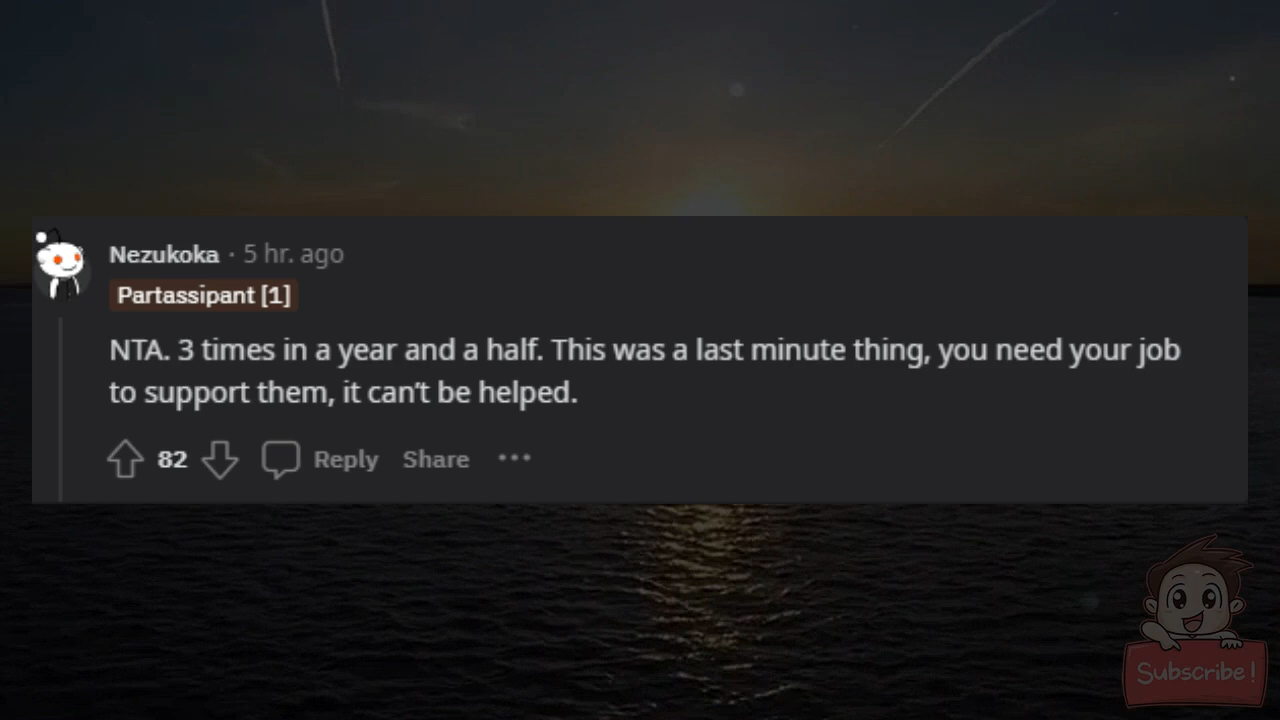 Nezukoka · 5 hr. ago
Partassipant [1]
NTA. 3 times in a year and a half. This was a last minute thing, you need your job
to support them, it can't be helped.
82 Reply Share ···
Subscribe!